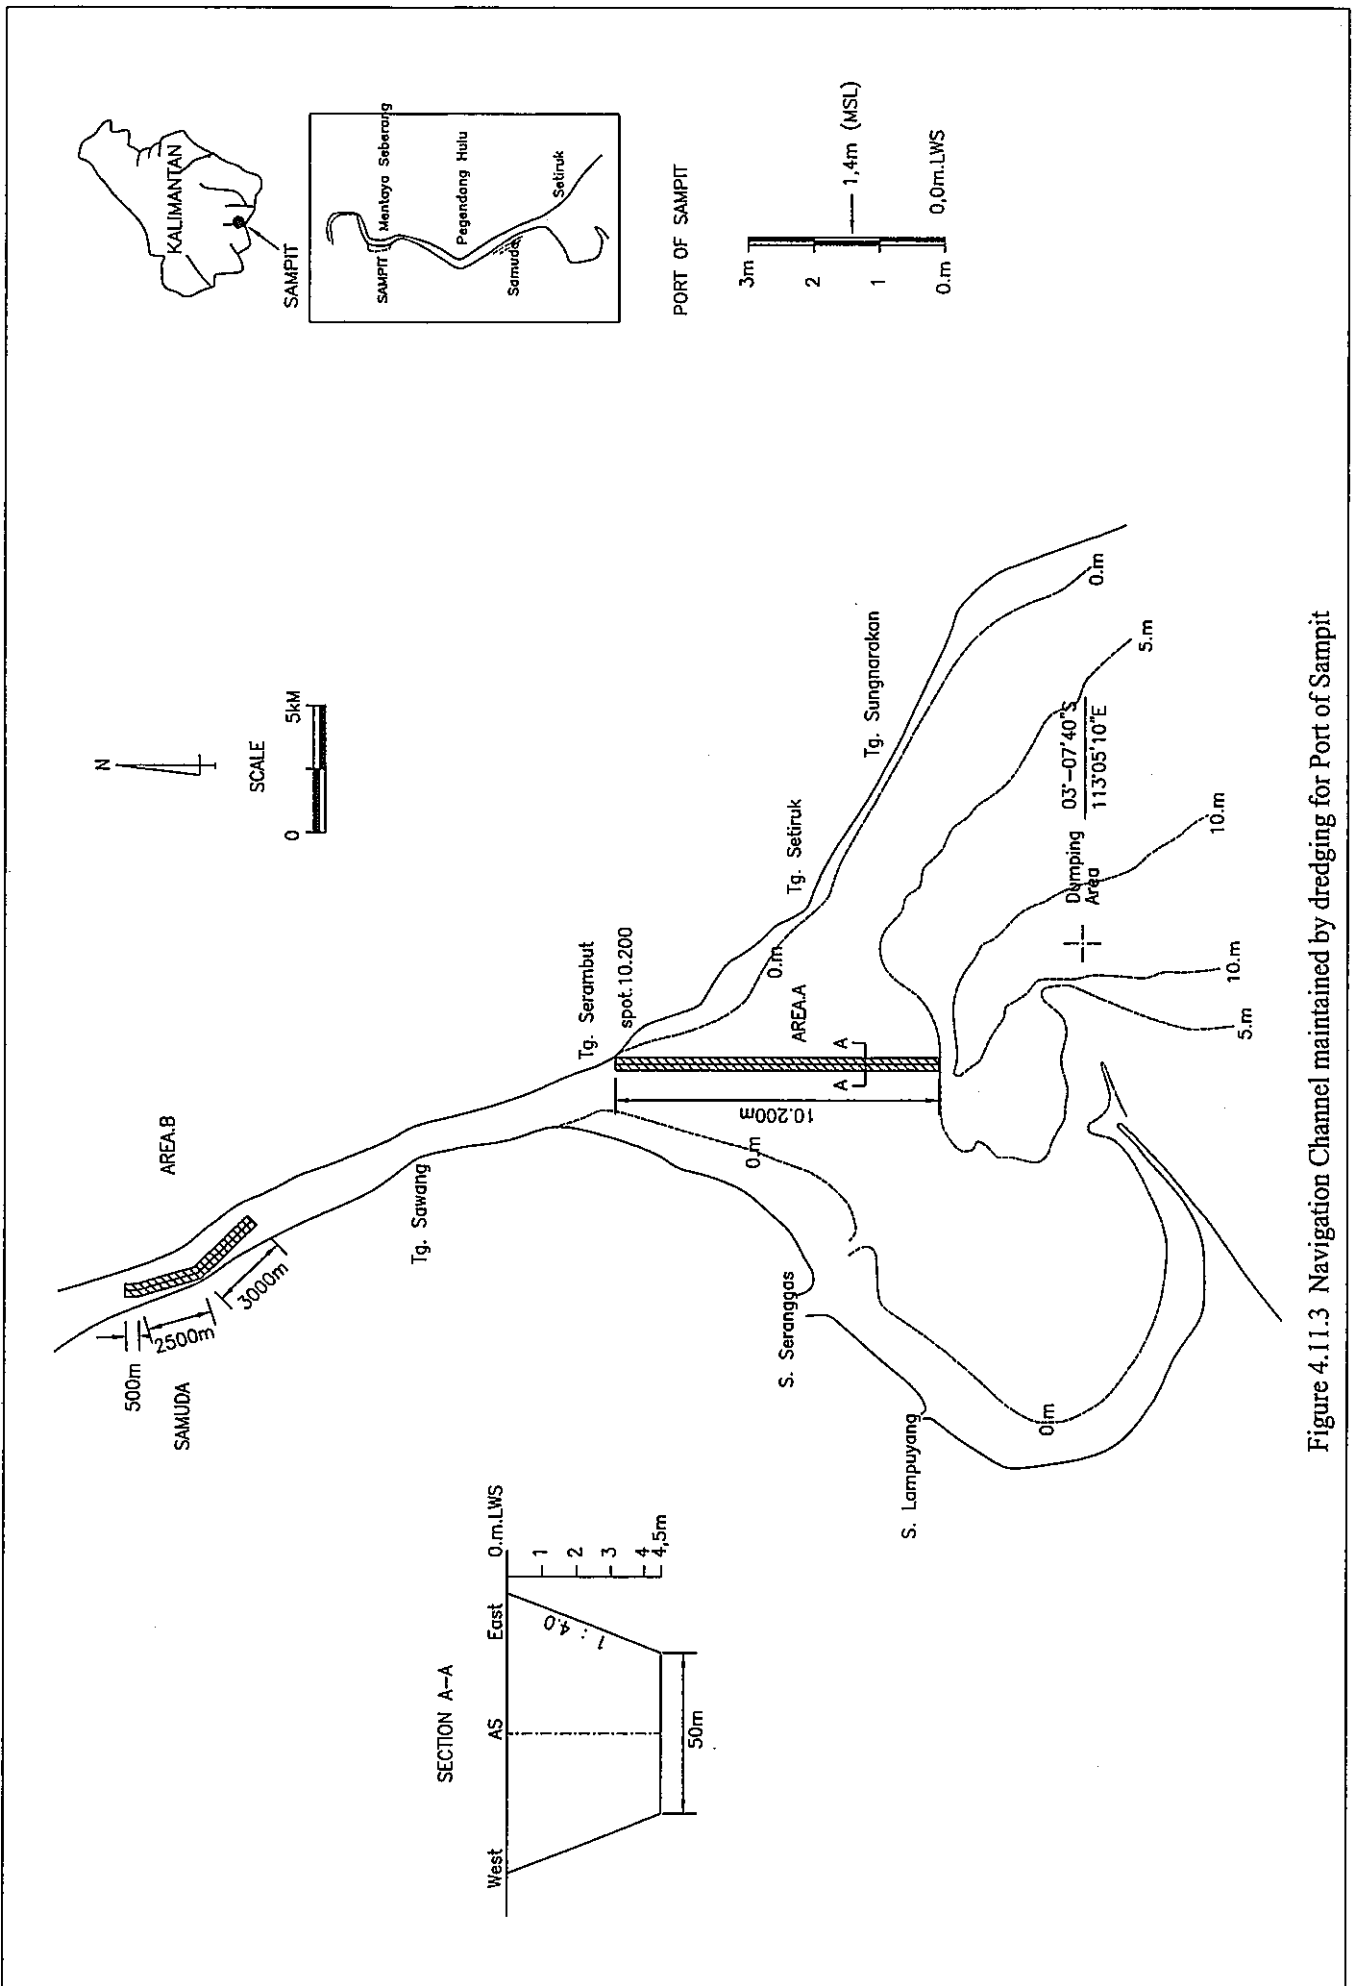 KALIMANTAN
SAMPIT
SAMPIT
Mentaya Seberang
Pegendang Hulu
Samuda
Setiruk
PORT OF SAMPIT
3m
2
1
0.m
1,4m (MSL)
0,0m.LWS
N
SCALE
0
5kM
AREA.B
500m
2500m
3000m
SAMUDA
Tg. Sawang
Tg. Serambut
spot.10.200
Tg. Setiruk
Tg. Sungnarakan
0.m
0.m
0.m
0.m
AREA.A
A
A
10.200m
S. Seranggas
S. Lampuyang
5.m
10.m
10.m
5.m
Dumping
Area
03°-07'40"S
113°05'10"E
SECTION A-A
West
AS
East
0.m.LWS
1
2
3
4
4,5m
1 : 4.0
50m
Figure 4.11.3 Navigation Channel maintained by dredging for Port of Sampit